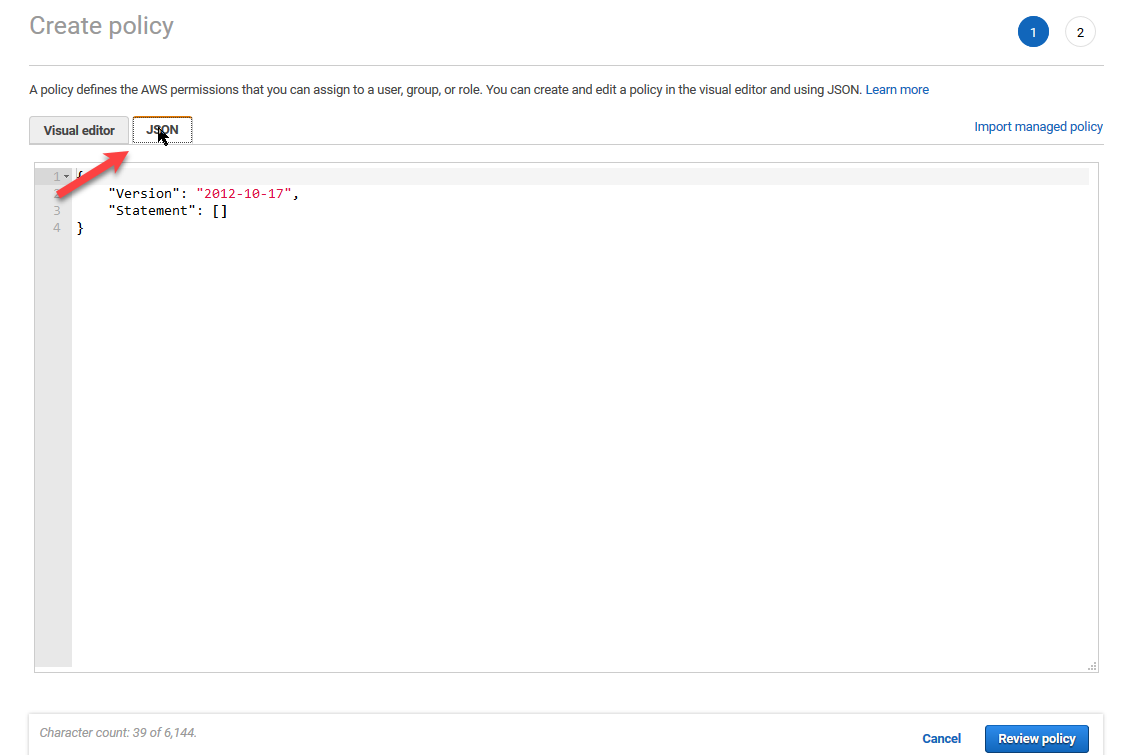 Create policy
1
2
A policy defines the AWS permissions that you can assign to a user, group, or role. You can create and edit a policy in the visual editor and using JSON. Learn more
Visual editor
JSON
Import managed policy
1 {
2 "Version": "2012-10-17",
3 "Statement": []
4 }
Character count: 39 of 6,144.
Cancel
Review policy